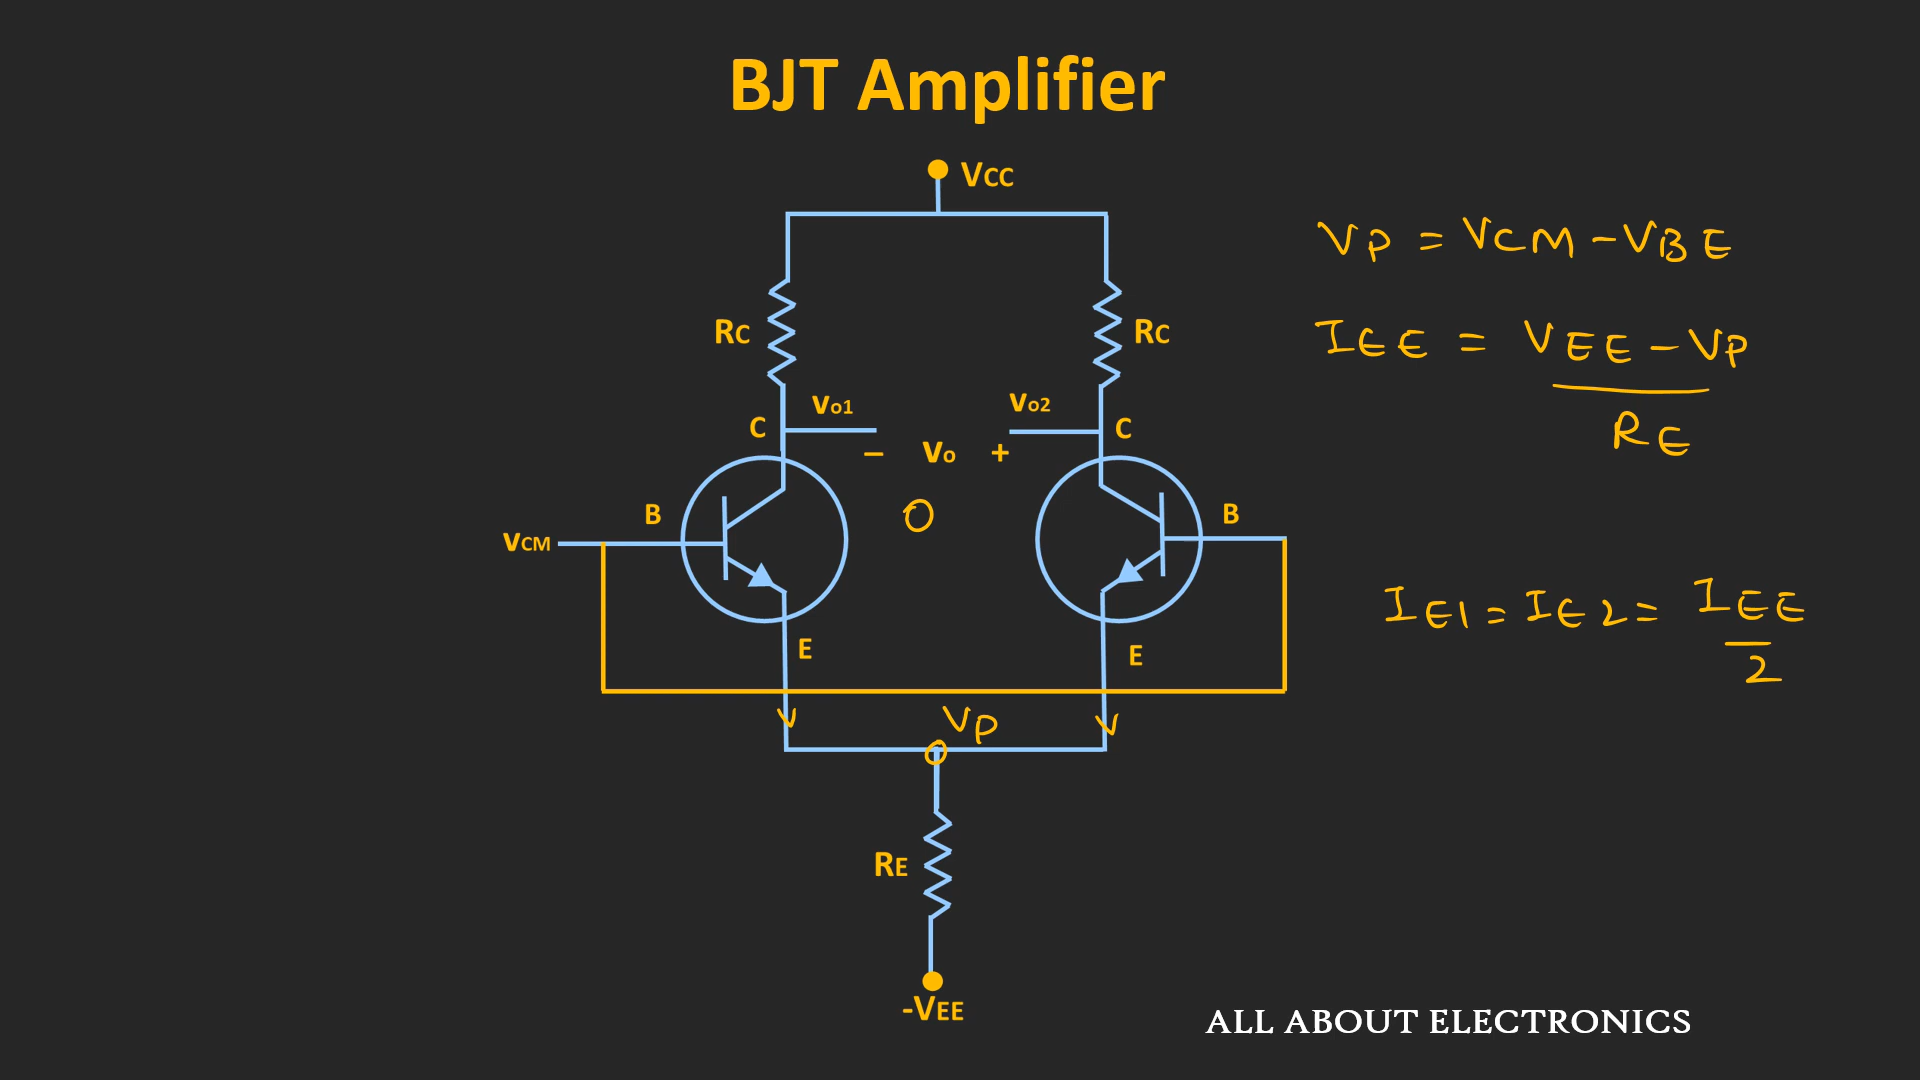 BJT Amplifier
VCC
VP = VCM - VBE
RC
RC
IEE = VEE - VP
RE
vo1
vo2
C
C
- vo +
O
B
B
vCM
IE1 = IE2 = IEE
2
E
E
VP
RE
-VEE
ALL ABOUT ELECTRONICS